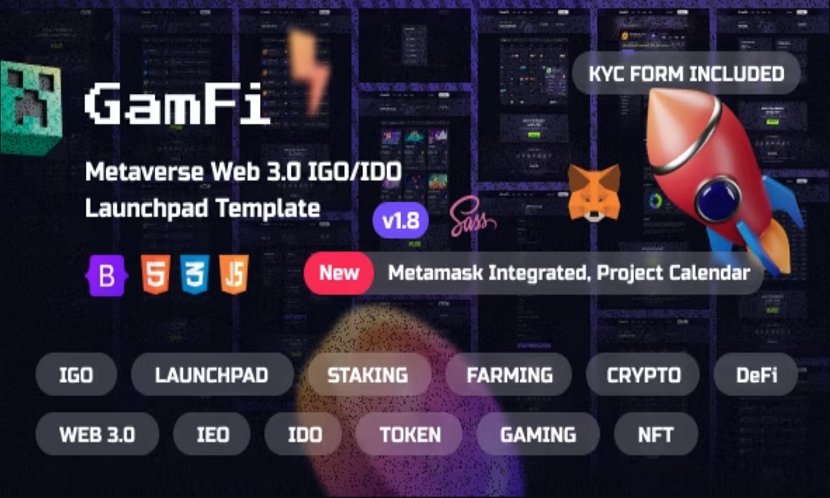 KYC FORM INCLUDED
GamFi
Metaverse Web 3.0 IGO/IDO
Launchpad Template
v1.8
Sass
B 5 3 JS
New Metamask Integrated, Project Calendar
IGO LAUNCHPAD STAKING FARMING CRYPTO DeFi
WEB 3.0 IEO IDO TOKEN GAMING NFT